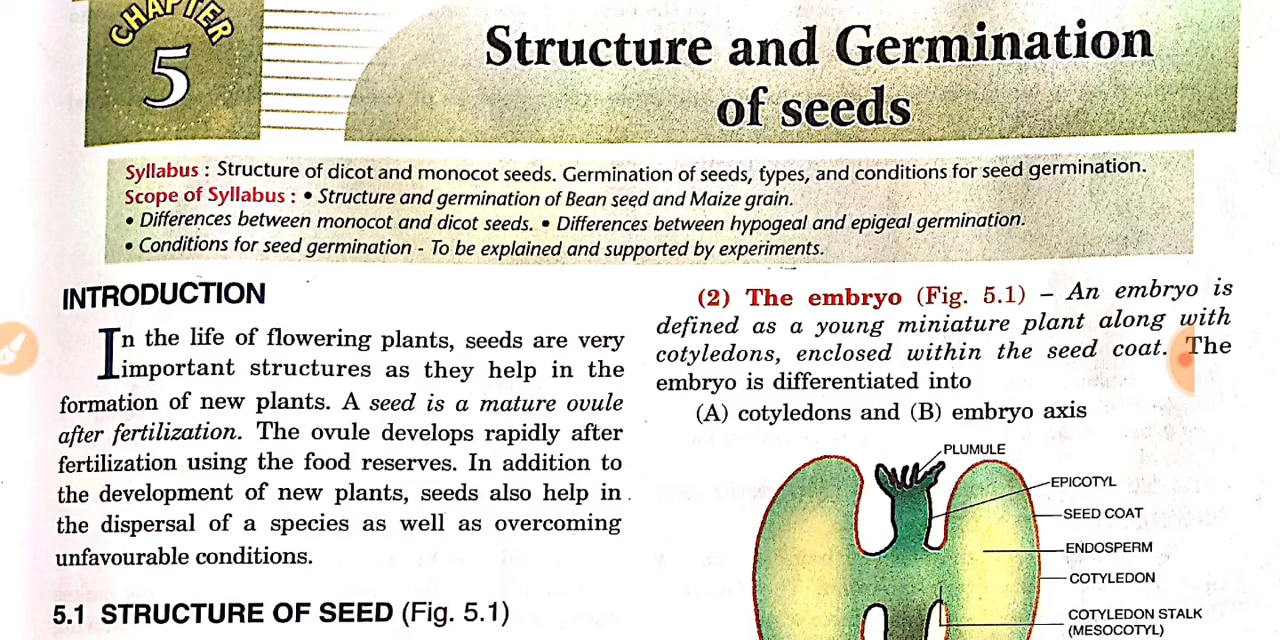 CHAPTER
5
Structure and Germination
of seeds
Syllabus : Structure of dicot and monocot seeds. Germination of seeds, types, and conditions for seed germination.
Scope of Syllabus : • Structure and germination of Bean seed and Maize grain.
• Differences between monocot and dicot seeds. • Differences between hypogeal and epigeal germination.
• Conditions for seed germination - To be explained and supported by experiments.
INTRODUCTION
In the life of flowering plants, seeds are very
important structures as they help in the
formation of new plants. A seed is a mature ovule
after fertilization. The ovule develops rapidly after
fertilization using the food reserves. In addition to
the development of new plants, seeds also help in
the dispersal of a species as well as overcoming
unfavourable conditions.
5.1 STRUCTURE OF SEED (Fig. 5.1)
(2) The embryo (Fig. 5.1) – An embryo is
defined as a young miniature plant along with
cotyledons, enclosed within the seed coat. The
embryo is differentiated into
(A) cotyledons and (B) embryo axis
PLUMULE
EPICOTYL
SEED COAT
ENDOSPERM
COTYLEDON
COTYLEDON STALK
(MESOCOTYL)